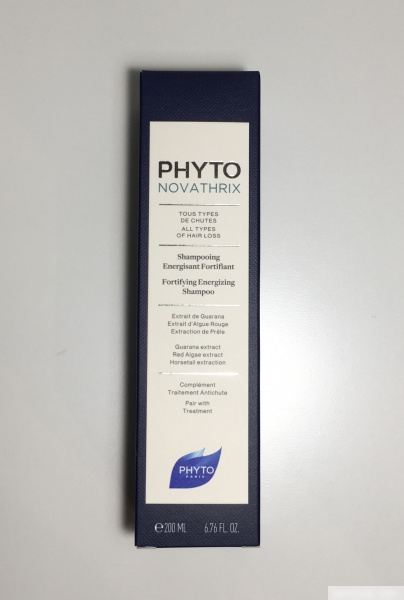 PHYTO
NOVATHRIX
TOUS TYPES
DE CHUTES
ALL TYPES
OF HAIR LOSS
Shampooing
Energisant Fortifiant
Fortifying Energizing
Shampoo
Extrait de Guarana
Extrait d'Algue Rouge
Extraction de Prêle
Guarana extract
Red Algae extract
Horsetail extraction
Complément
Traitement Antichute
Pair with
Treatment
PHYTO
PARIS
℮200 ML 6.76 FL. OZ.